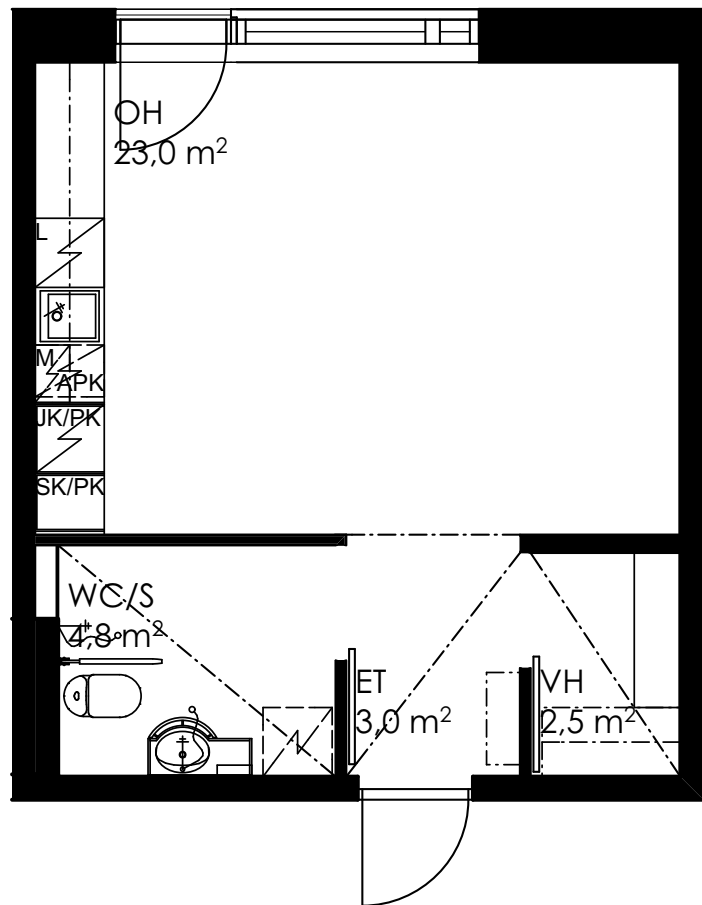 OH
23,0 m²
L
M
APK
JK/PK
SK/PK
WC/S
4,8 m²
ET
3,0 m²
VH
2,5 m²